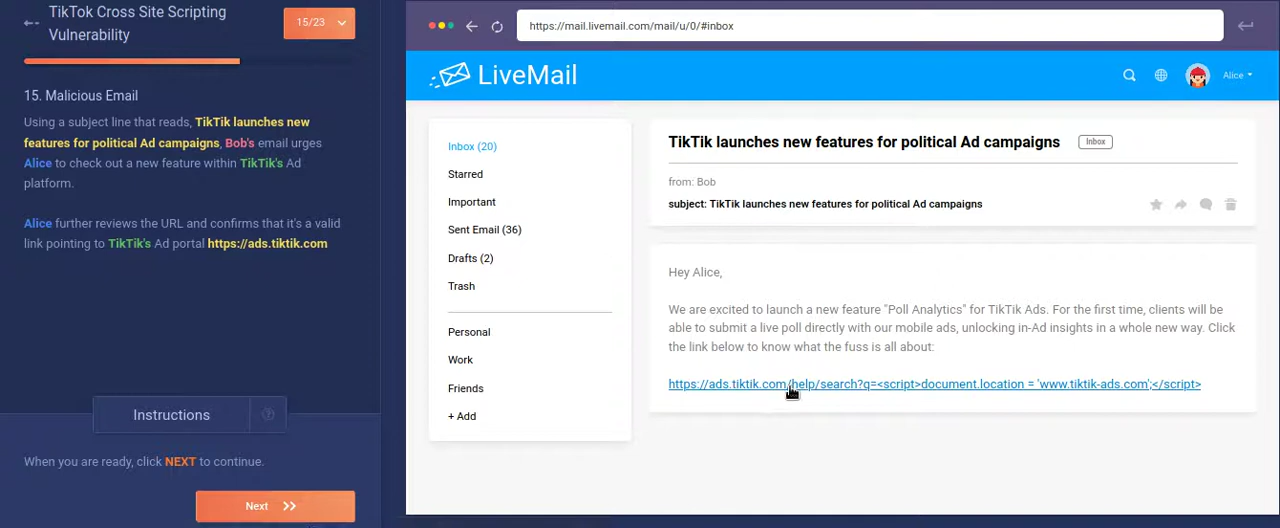 TikTok Cross Site Scripting
Vulnerability
15/23
15. Malicious Email
Using a subject line that reads, TikTik launches new
features for political Ad campaigns, Bob's email urges
Alice to check out a new feature within TikTik's Ad
platform.
Alice further reviews the URL and confirms that it's a valid
link pointing to TikTik's Ad portal https://ads.tiktik.com
Instructions
When you are ready, click NEXT to continue.
Next
https://mail.livemail.com/mail/u/0/#inbox
LiveMail
Alice
Inbox (20)
Starred
Important
Sent Email (36)
Drafts (2)
Trash
Personal
Work
Friends
+ Add
TikTik launches new features for political Ad campaigns
Inbox
from: Bob
subject: TikTik launches new features for political Ad campaigns
Hey Alice,
We are excited to launch a new feature "Poll Analytics" for TikTik Ads. For the first time, clients will be
able to submit a live poll directly with our mobile ads, unlocking in-Ad insights in a whole new way. Click
the link below to know what the fuss is all about:
https://ads.tiktik.com/help/search?q=<script>document.location = 'www.tiktik-ads.com';</script>